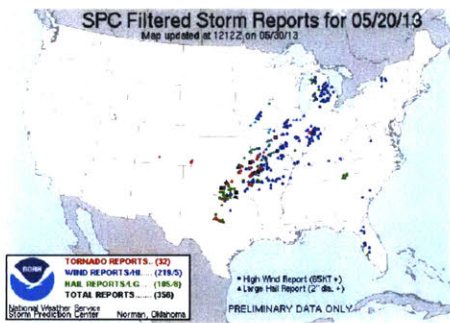 SPC Filtered Storm Reports for 05/20/13
Map updated at 1212Z on 05/30/13
TORNADO REPORTS.. (32)
WIND REPORTS/HI...... (219/5)
HAIL REPORTS/LG..... (105/6)
TOTAL REPORTS....... (356)
NOAA
National Weather Service
Storm Prediction Center Norman, Oklahoma
High Wind Report (65KT +)
Large Hail Report (2" dia. +)
PRELIMINARY DATA ONLY